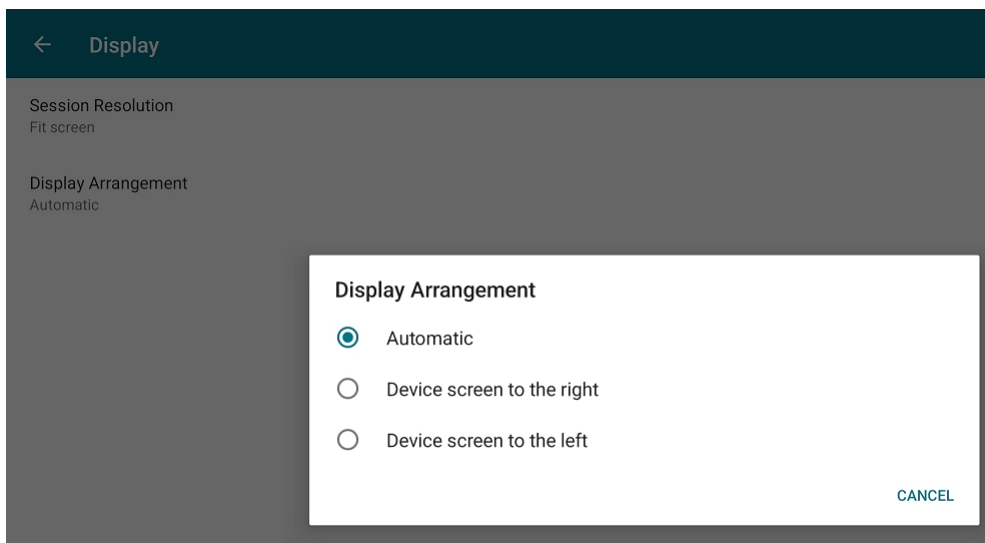 Display
Session Resolution
Fit screen
Display Arrangement
Automatic
Display Arrangement
Automatic
Device screen to the right
Device screen to the left
CANCEL